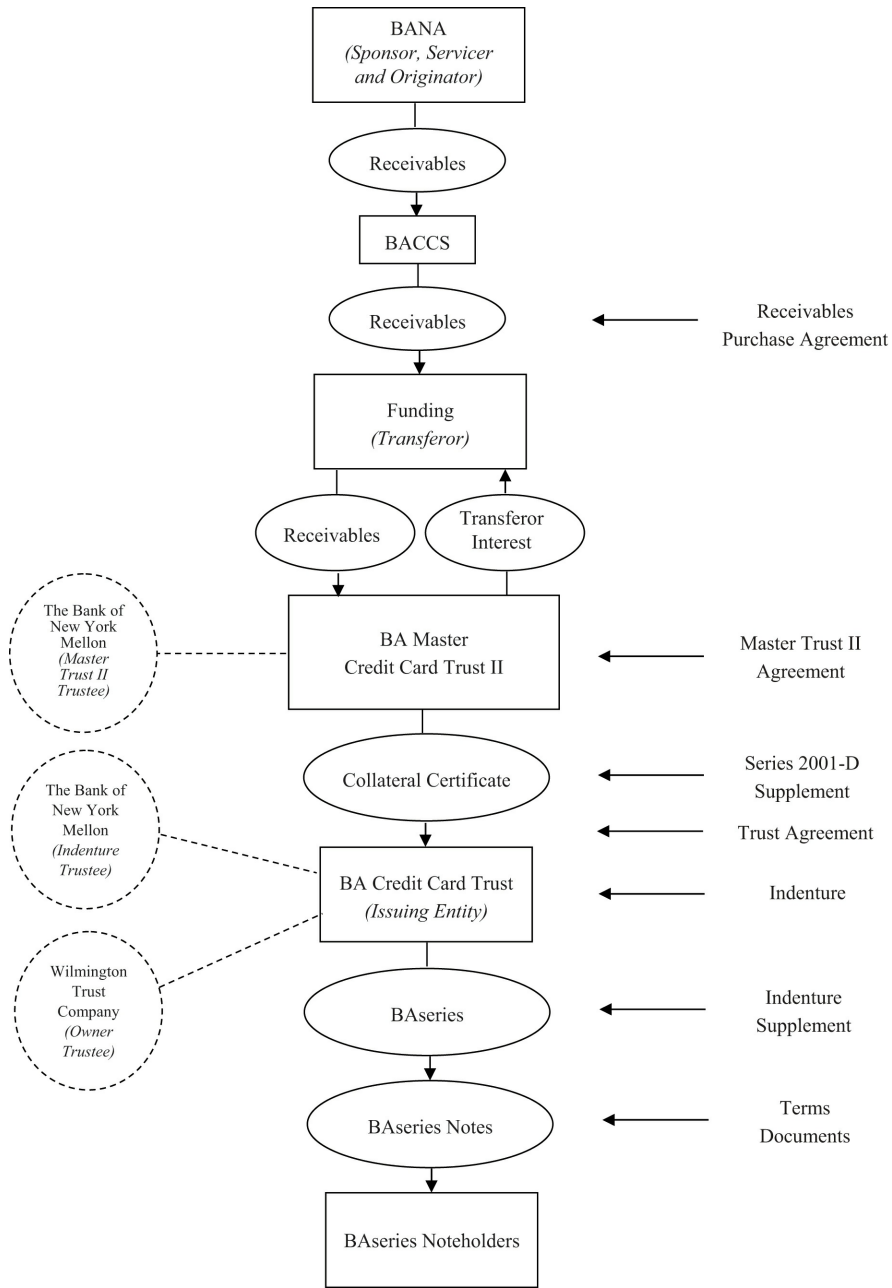 BANA
(Sponsor, Servicer
and Originator)
Receivables
BACCS
Receivables
Receivables
Purchase Agreement
Funding
(Transferor)
Receivables
Transferor
Interest
The Bank of
New York
Mellon
(Master
Trust II
Trustee)
BA Master
Credit Card Trust II
Master Trust II
Agreement
Collateral Certificate
Series 2001-D
Supplement
The Bank of
New York
Mellon
(Indenture
Trustee)
Trust Agreement
BA Credit Card Trust
(Issuing Entity)
Indenture
Wilmington
Trust
Company
(Owner
Trustee)
BAseries
Indenture
Supplement
BAseries Notes
Terms
Documents
BAseries Noteholders